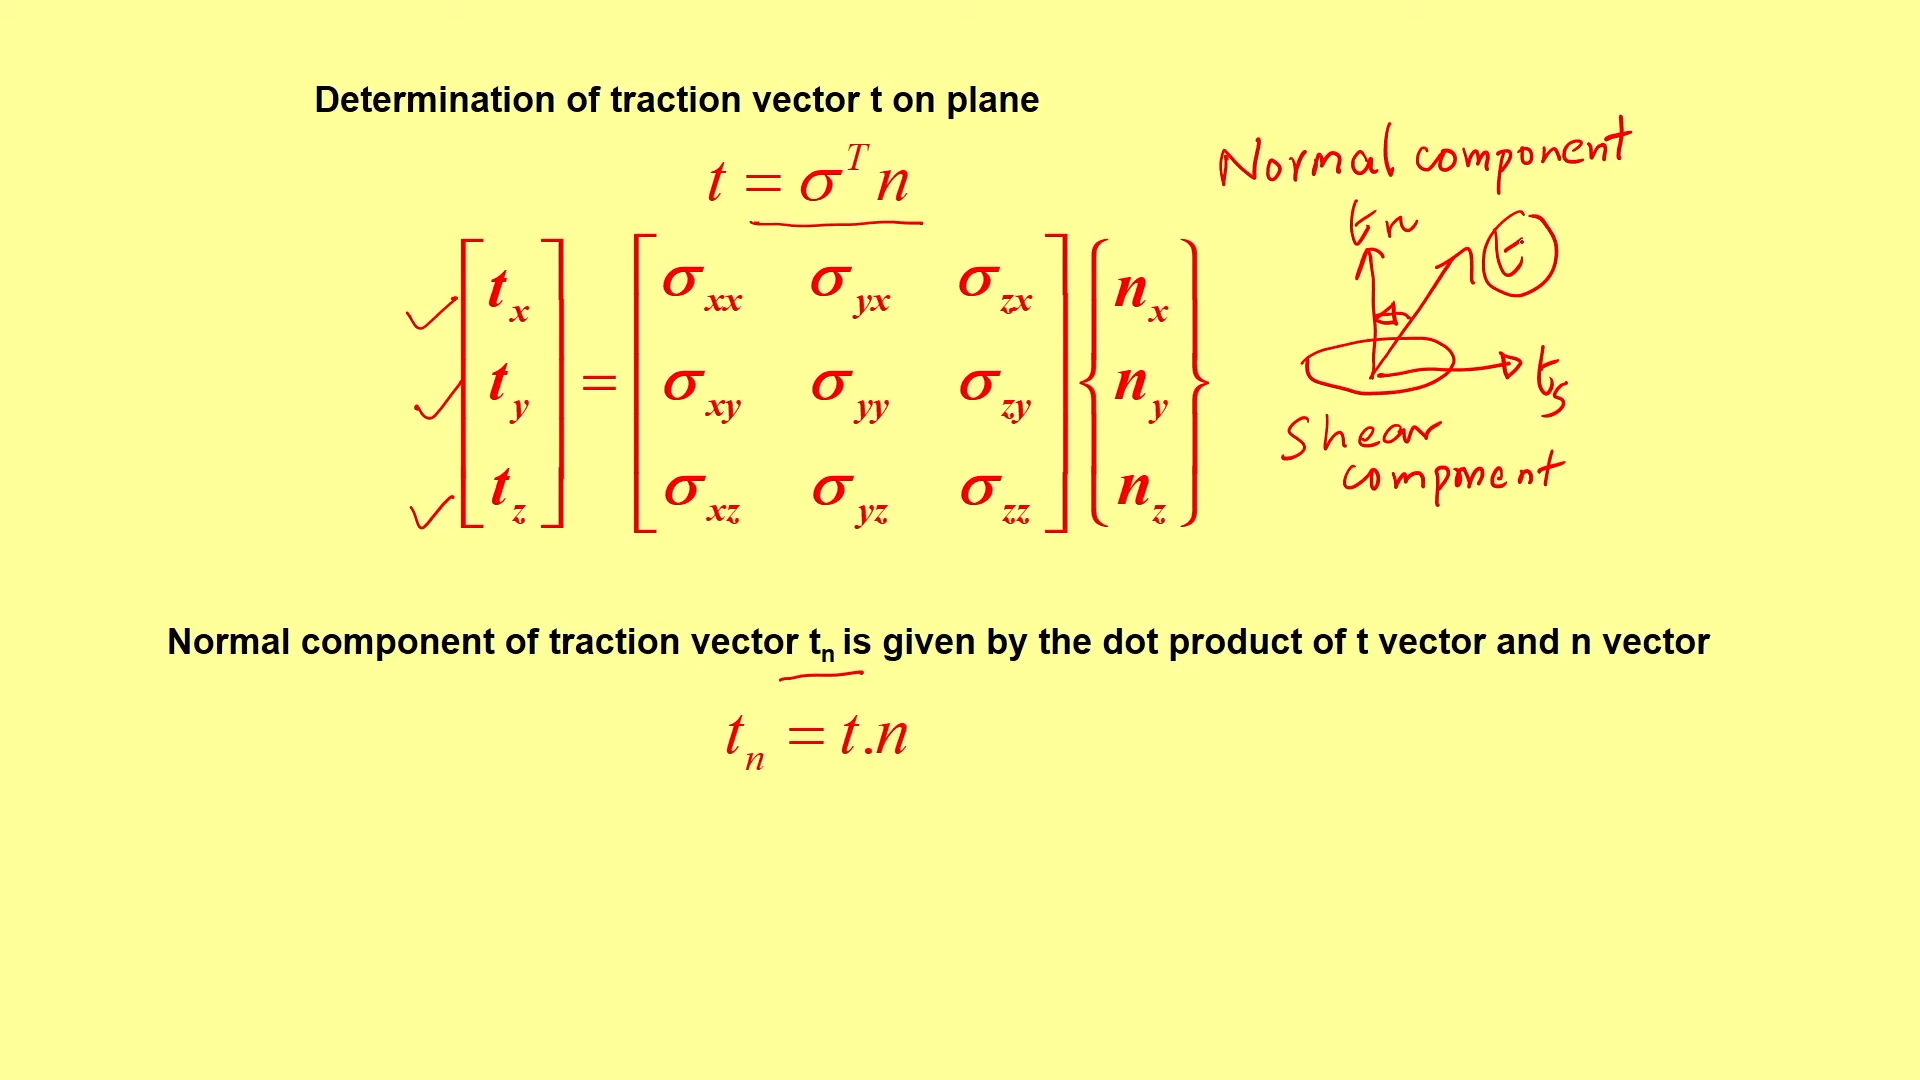 Determination of traction vector t on plane
t = σ^T n
Normal component
t_n
t
[t_x t_y t_z] = [σ_xx σ_yx σ_zx
σ_xy σ_yy σ_zy
σ_xz σ_yz σ_zz] {n_x n_y n_z}
t_s
Shear
component
Normal component of traction vector t_n is given by the dot product of t vector and n vector
t_n = t.n